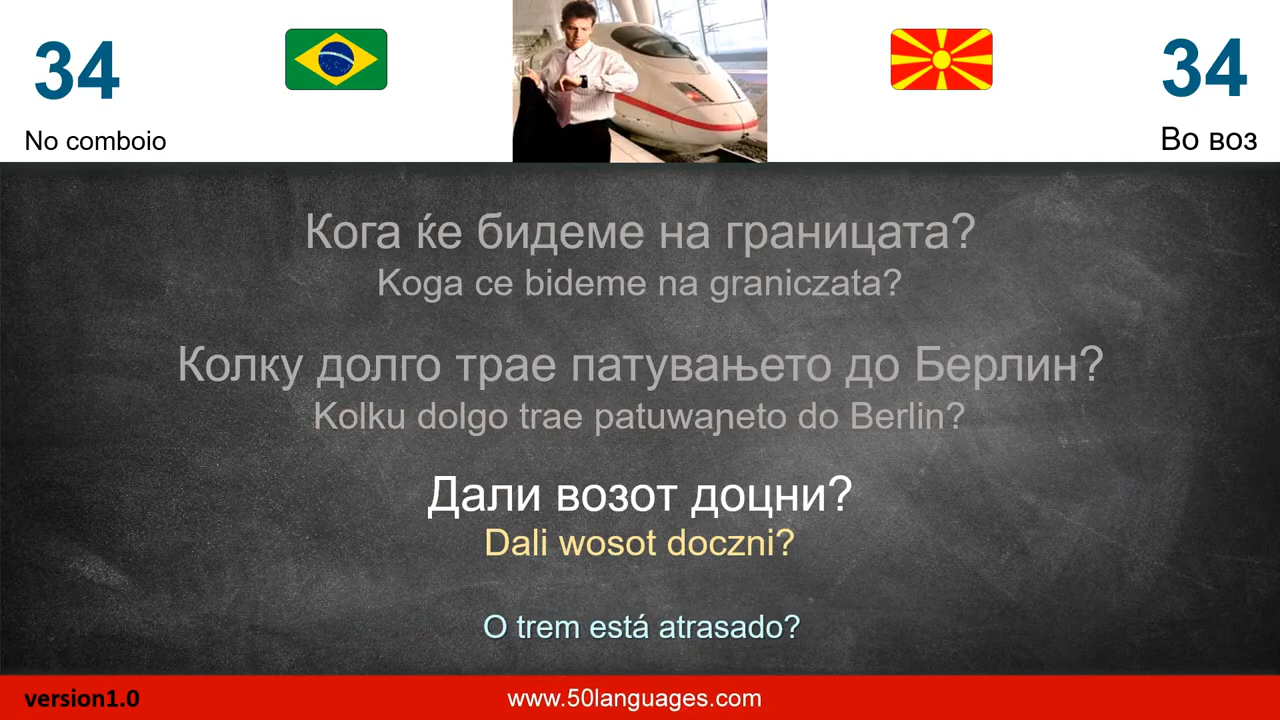 34
No comboio
34
Во воз
Кога ќе бидеме на границата?
Koga ce bideme na graniczata?
Колку долго трае патувањето до Берлин?
Kolku dolgo trae patuwaɲeto do Berlin?
Дали возот доцни?
Dali wosot doczni?
O trem está atrasado?
version1.0
www.50languages.com